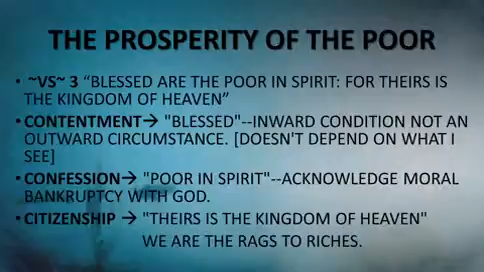 THE PROSPERITY OF THE POOR
• ~VS~ 3 “BLESSED ARE THE POOR IN SPIRIT: FOR THEIRS IS
THE KINGDOM OF HEAVEN”
• CONTENTMENT→ "BLESSED"--INWARD CONDITION NOT AN
OUTWARD CIRCUMSTANCE. [DOESN'T DEPEND ON WHAT I
SEE]
• CONFESSION→ "POOR IN SPIRIT"--ACKNOWLEDGE MORAL
BANKRUPTCY WITH GOD.
• CITIZENSHIP → "THEIRS IS THE KINGDOM OF HEAVEN"
WE ARE THE RAGS TO RICHES.